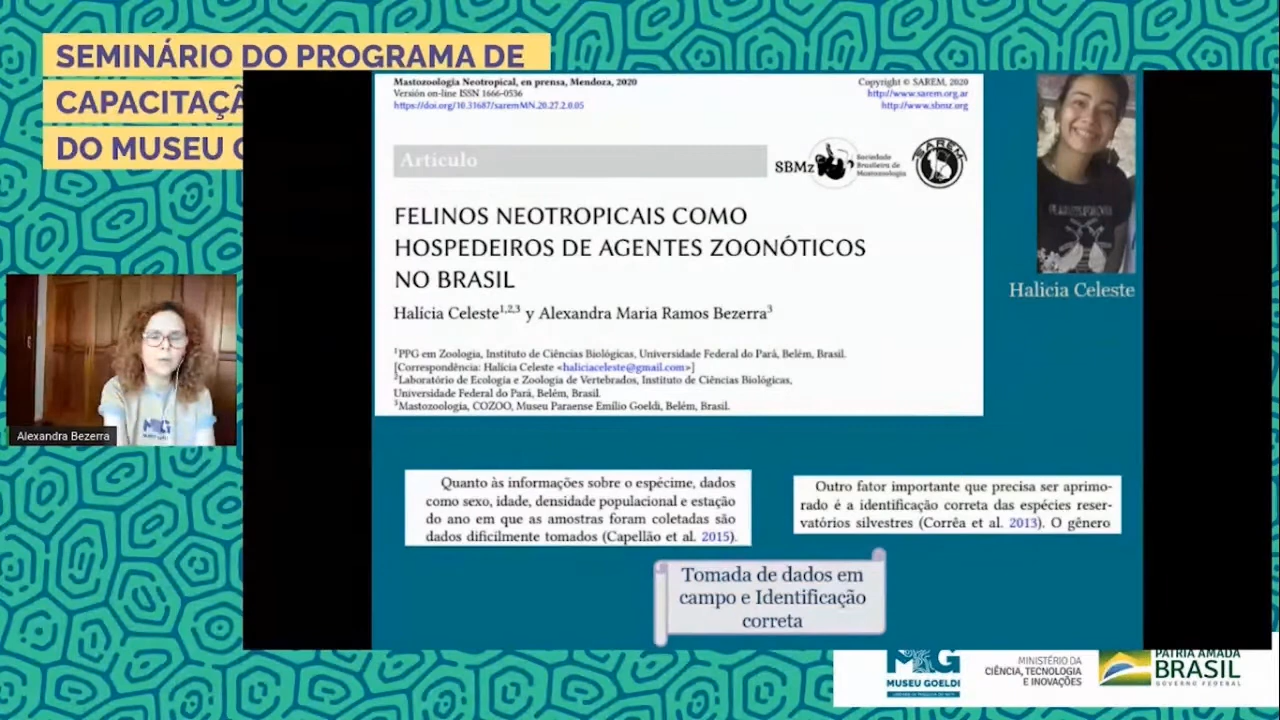 SEMINÁRIO DO PROGRAMA DE
CAPACITAÇÃ
DO MUSEU G
Mastozoología Neotropical, en prensa, Mendoza, 2020
Versión on-line ISSN 1666-0536
https://doi.org/10.31687/saremMN.20.27.2.0.05
Copyright © SAREM, 2020
http://www.sarem.org.ar
http://www.sbmz.org
Artículo
SBMz
Sociedade
Brasileira de
Mastozoologia
SAREM
FELINOS NEOTROPICAIS COMO
HOSPEDEIROS DE AGENTES ZOONÓTICOS
NO BRASIL
Halícia Celeste1,2,3 y Alexandra Maria Ramos Bezerra3
1PPG em Zoologia, Instituto de Ciências Biológicas, Universidade Federal do Pará, Belém, Brasil.
[Correspondência: Halícia Celeste <haliciaceleste@gmail.com>]
2Laboratório de Ecologia e Zoologia de Vertebrados, Instituto de Ciências Biológicas,
Universidade Federal do Pará, Belém, Brasil.
3Mastozoologia, COZOO, Museu Paraense Emílio Goeldi, Belém, Brasil.
Halicia Celeste
Alexandra Bezerra
Quanto às informações sobre o espécime, dados
como sexo, idade, densidade populacional e estação
do ano em que as amostras foram coletadas são
dados dificilmente tomados (Capellão et al. 2015).
Outro fator importante que precisa ser aprimo-
rado é a identificação correta das espécies reser-
vatórios silvestres (Corrêa et al. 2013). O gênero
Tomada de dados em
campo e Identificação
correta
MUSEU GOELDI
MINISTÉRIO DA
CIÊNCIA, TECNOLOGIA
E INOVAÇÕES
PÁTRIA AMADA
BRASIL
GOVERNO FEDERAL